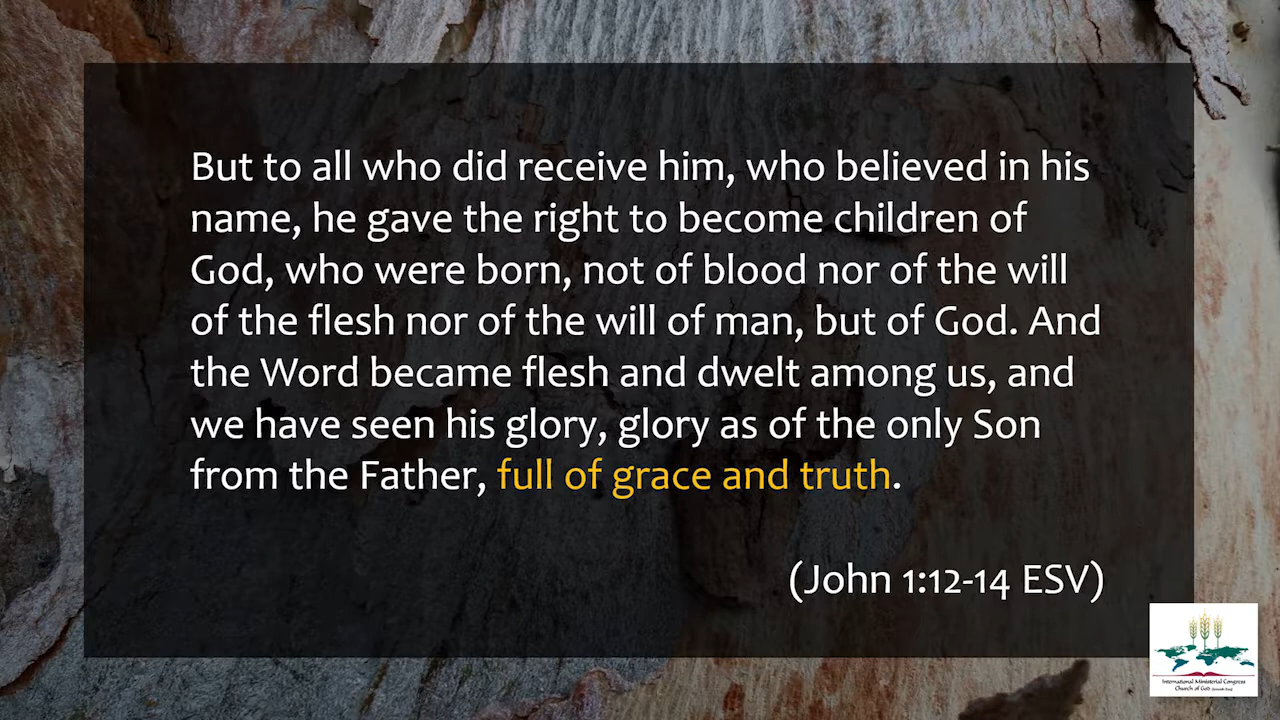 But to all who did receive him, who believed in his
name, he gave the right to become children of
God, who were born, not of blood nor of the will
of the flesh nor of the will of man, but of God. And
the Word became flesh and dwelt among us, and
we have seen his glory, glory as of the only Son
from the Father, full of grace and truth.
(John 1:12-14 ESV)
International Ministerial Congress
Church of God (Seventh Day)